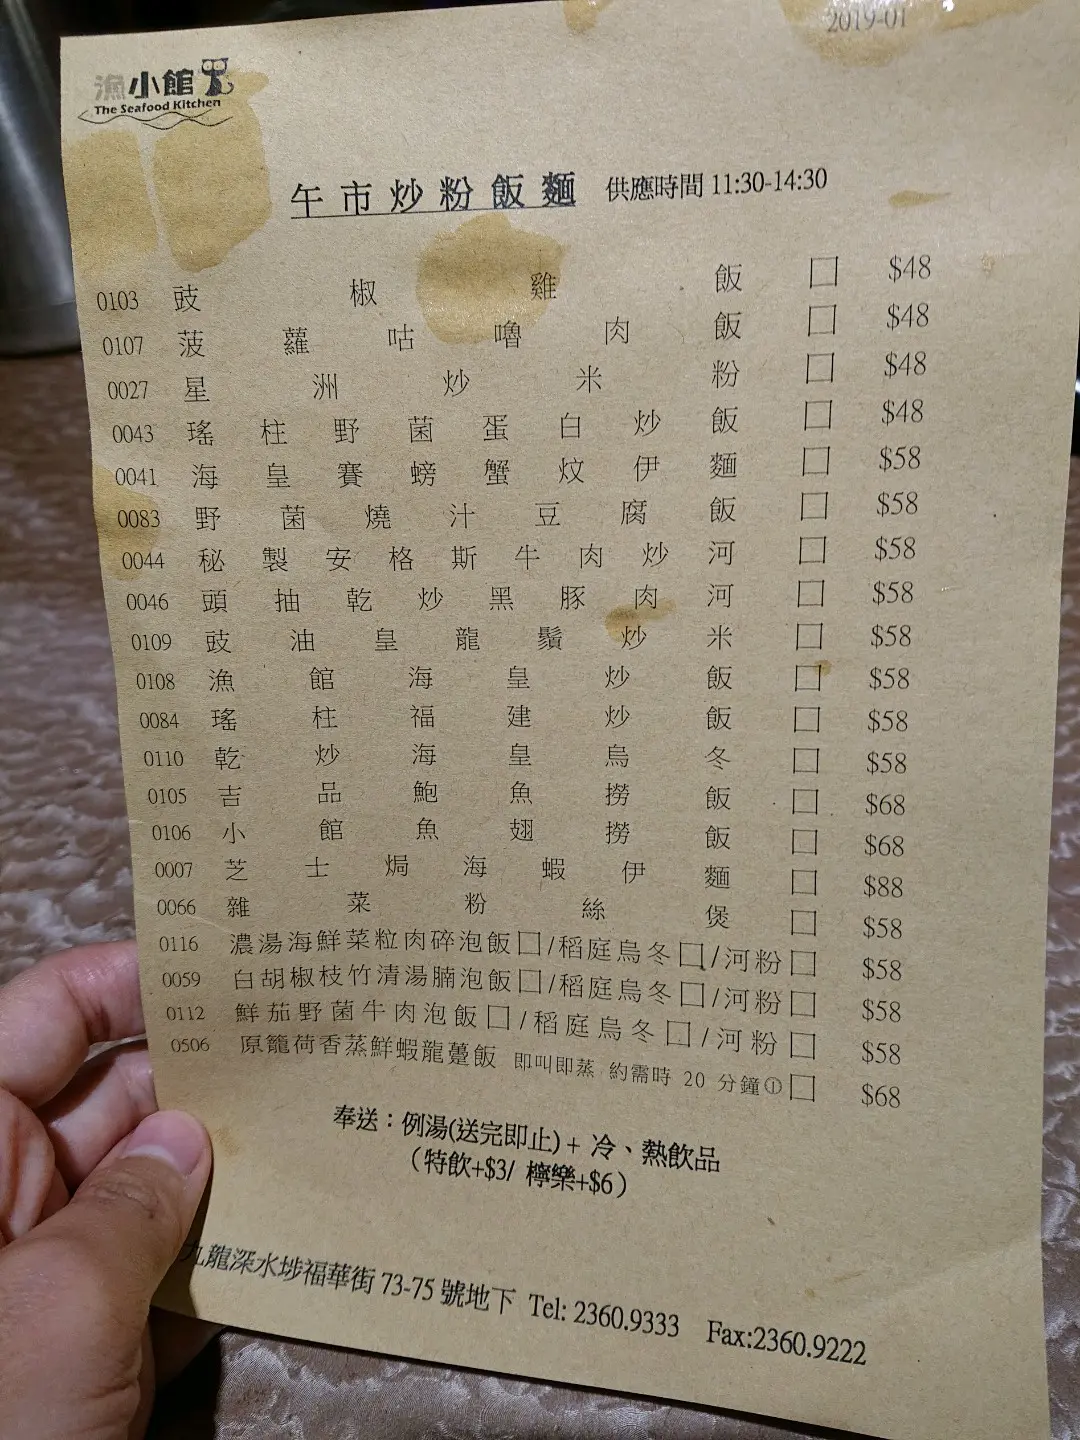 2019-01
漁小館
The Seafood Kitchen
午市炒粉飯麵 供應時間 11:30-14:30
0103 豉椒雞飯 □ $48
0107 菠蘿咕嚕肉飯 □ $48
0027 星洲炒米粉 □ $48
0043 瑤柱野菌蛋白炒飯 □ $48
0041 海皇賽螃蟹炆伊麵 □ $58
0083 野菌燒汁豆腐飯 □ $58
0044 秘製安格斯牛肉炒河 □ $58
0046 頭抽乾炒黑豚肉河 □ $58
0109 豉油皇龍鬚炒米 □ $58
0108 漁館海皇炒飯 □ $58
0084 瑤柱福建炒飯 □ $58
0110 乾炒海皇烏冬 □ $58
0105 吉品鮑魚撈飯 □ $68
0106 小館魚翅撈飯 □ $68
0007 芝士焗海蝦伊麵 □ $88
0066 雜菜粉絲煲 □ $58
0116 濃湯海鮮菜粒肉碎泡飯□/稻庭烏冬□/河粉□ $58
0059 白胡椒枝竹清湯腩泡飯□/稻庭烏冬□/河粉□ $58
0112 鮮茄野菌牛肉泡飯□/稻庭烏冬□/河粉□ $58
0506 原籠荷香蒸鮮蝦龍躉飯 即叫即蒸 約需時 20 分鐘①□ $68
奉送：例湯(送完即止)+ 冷、熱飲品
（特飲+$3/ 檸樂+$6）
九龍深水埗福華街 73-75 號地下 Tel: 2360.9333 Fax:2360.9222